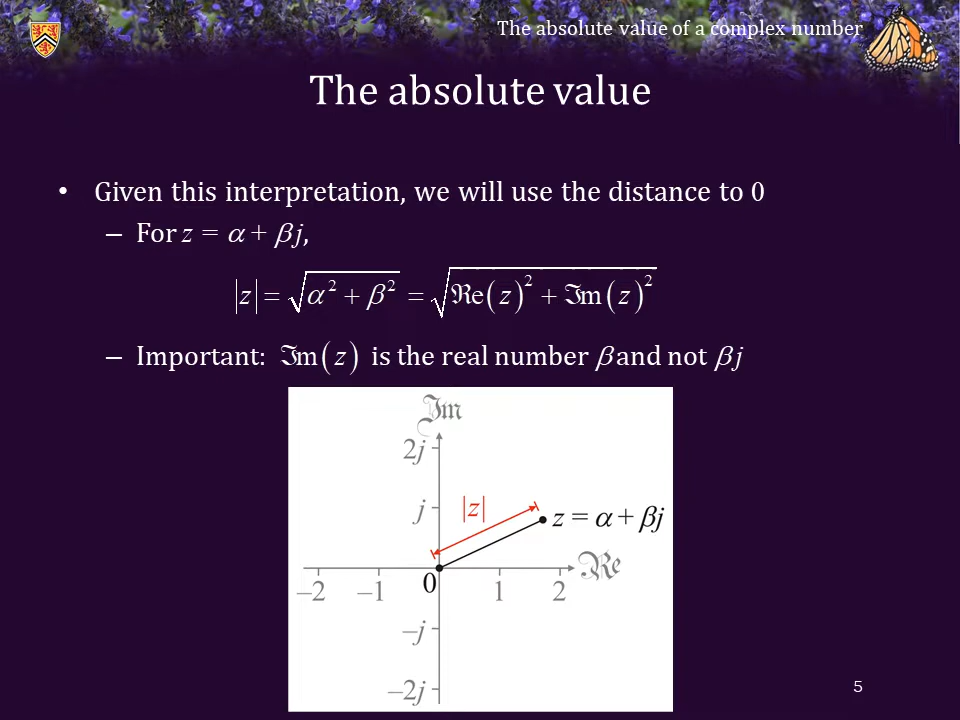 The absolute value of a complex number
The absolute value
• Given this interpretation, we will use the distance to 0
– For z = α + βj,
|z| = √(α² + β²) = √(ℜe(z)² + ℑm(z)²)
– Important: ℑm(z) is the real number β and not βj
ℑm
2j
j
|z|
z = α + βj
ℜe
0
–2 –1 1 2
–j
–2j
5